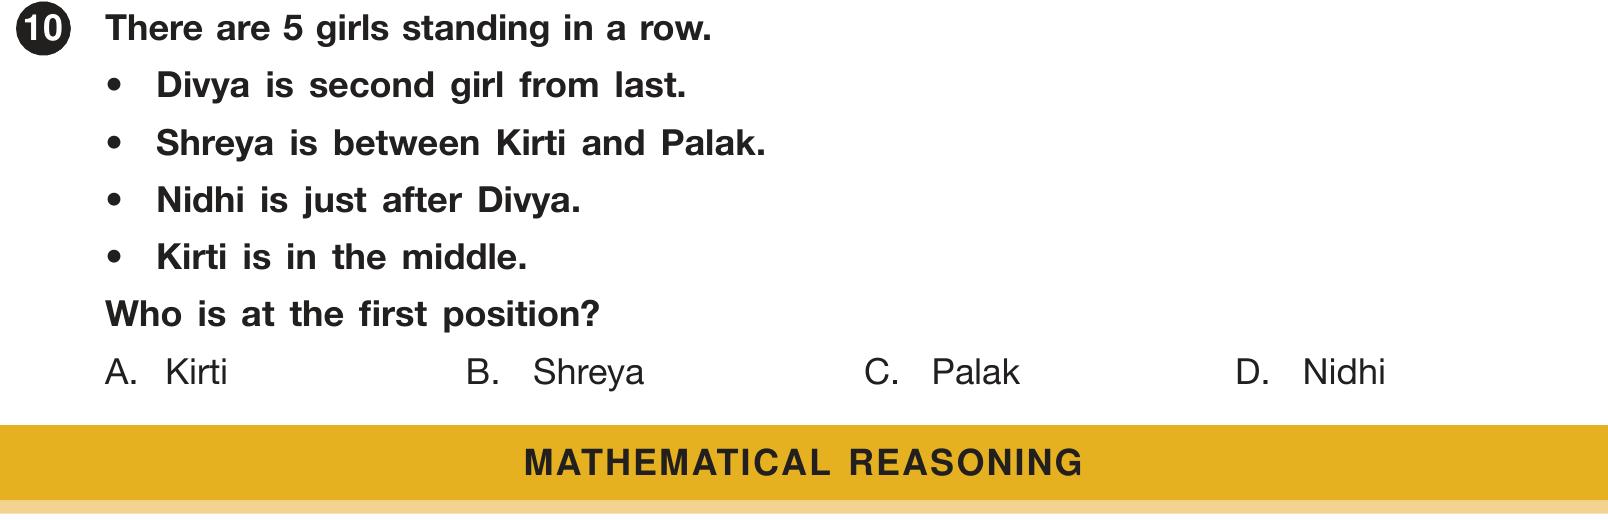 10 There are 5 girls standing in a row.
• Divya is second girl from last.
• Shreya is between Kirti and Palak.
• Nidhi is just after Divya.
• Kirti is in the middle.
Who is at the first position?
A. Kirti B. Shreya C. Palak D. Nidhi
MATHEMATICAL REASONING